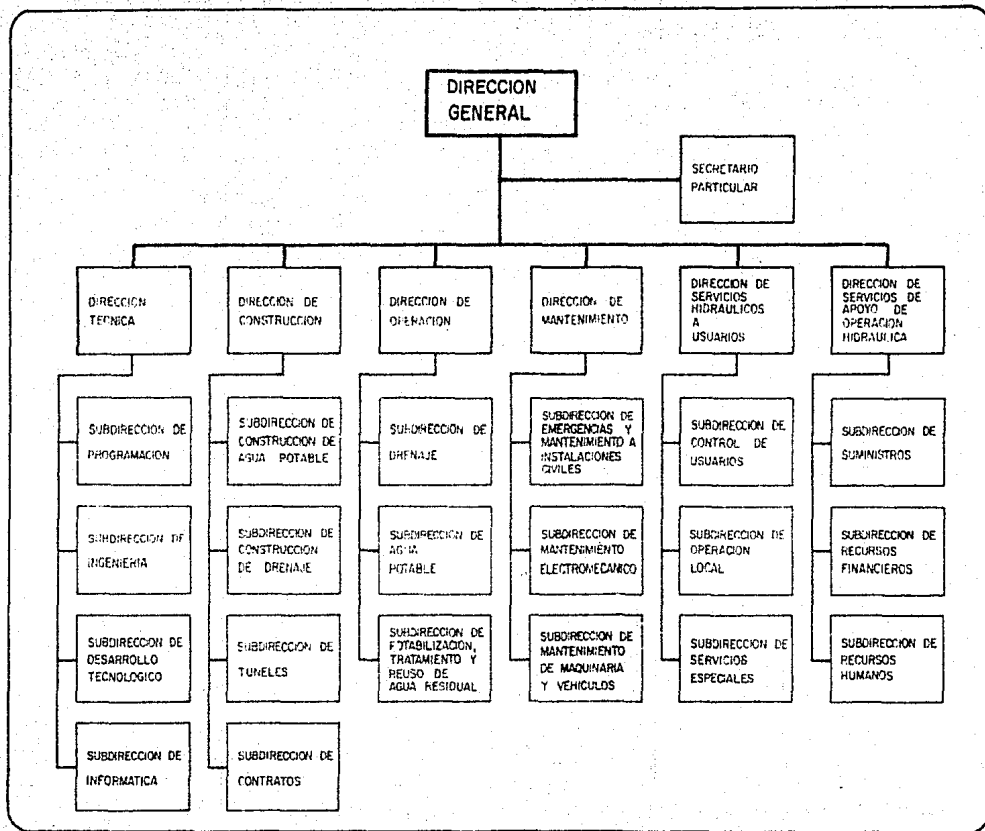 DIRECCION
GENERAL
SECRETARIO
PARTICULAR
DIRECCION
TECNICA
DIRECCION DE
CONSTRUCCION
DIRECCION DE
OPERACION
DIRECCION DE
MANTENIMIENTO
DIRECCION DE
SERVICIOS
HIDRAULICOS
A
USUARIOS
DIRECCION DE
SERVICIOS DE
APOYO DE
OPERACION
HIDRAULICA
SUBDIRECCION DE
PROGRAMACION
SUBDIRECCION DE
INGENIERIA
SUBDIRECCION DE
DESARROLLO
TECNOLOGICO
SUBDIRECCION DE
INFORMATICA
SUBDIRECCION DE
CONSTRUCCION DE
AGUA POTABLE
SUBDIRECCION DE
CONSTRUCCION
DE DRENAJE
SUBDIRECCION DE
TUNELES
SUBDIRECCION DE
CONTRATOS
SUBDIRECCION DE
DRENAJE
SUBDIRECCION DE
AGUA
POTABLE
SUBDIRECCION DE
POTABILIZACION,
TRATAMIENTO Y
REUSO DE
AGUA RESIDUAL
SUBDIRECCION DE
EMERGENCIAS Y
MANTENIMIENTO A
INSTALACIONES
CIVILES
SUBDIRECCION DE
MANTENIMIENTO
ELECTROMECANICO
SUBDIRECCION DE
MANTENIMIENTO
DE MAQUINARIA
Y VEHICULOS
SUBDIRECCION DE
CONTROL DE
USUARIOS
SUBDIRECCION DE
OPERACION
LOCAL
SUBDIRECCION DE
SERVICIOS
ESPECIALES
SUBDIRECCION DE
SUMINISTROS
SUBDIRECCION DE
RECURSOS
FINANCIEROS
SUBDIRECCION DE
RECURSOS
HUMANOS